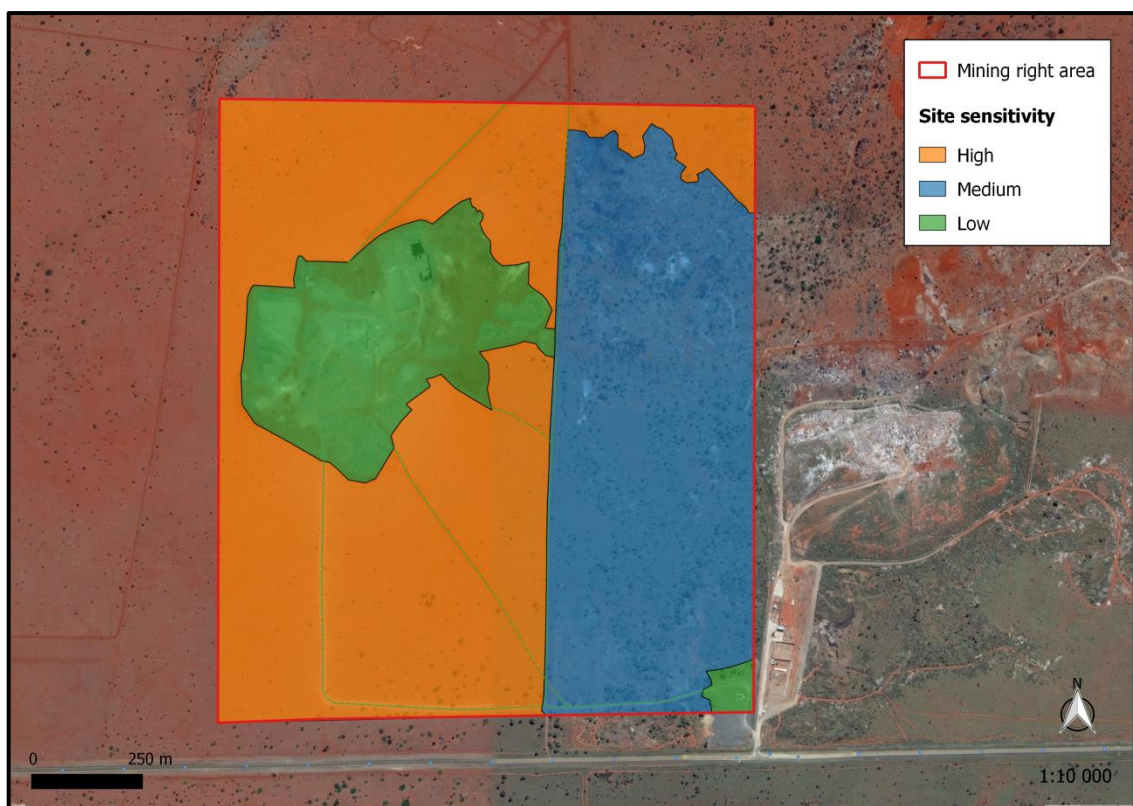 Mining right area
Site sensitivity
High
Medium
Low
N
0 250 m
1:10 000